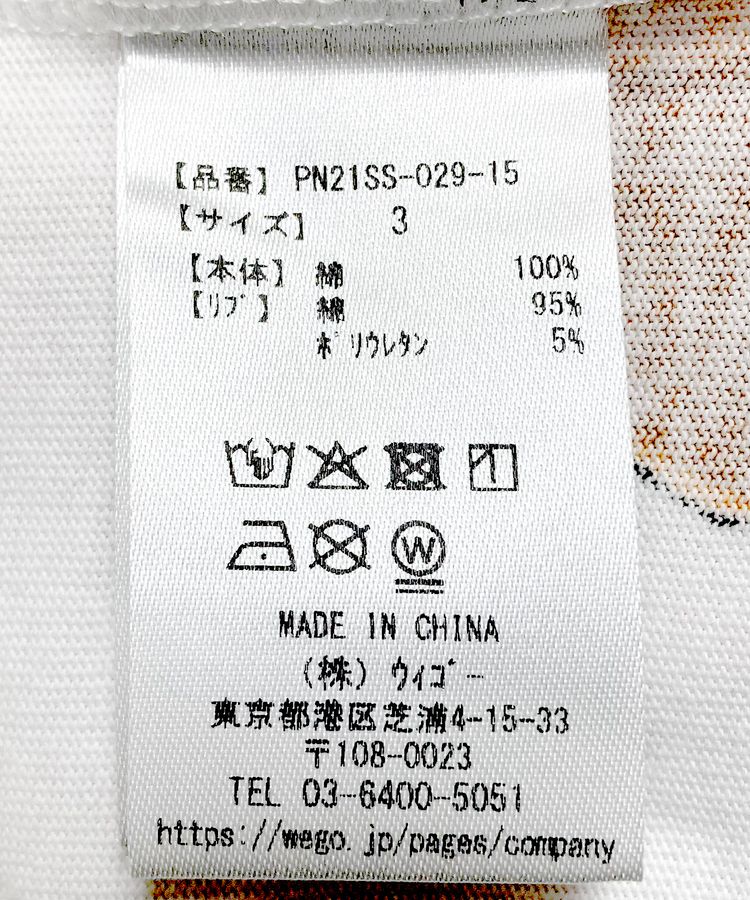 【品番】 PN21SS-029-15
【サイズ】 3
【本体】 綿 100%
【リブ】 綿 95%
ポリウレタン 5%
W
MADE IN CHINA
(株) ウィゴー
東京都港区芝浦4-15-33
〒108-0023
TEL 03-6400-5051
https://wego.jp/pages/company